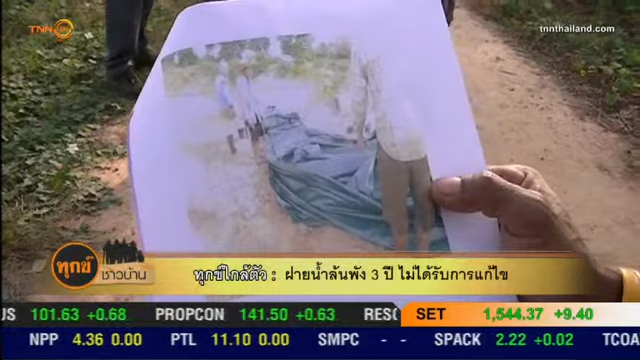 TNN 24
tnnthailand.com
ทุกข์
ชาวบ้าน
ทุกข์ใกล้ตัว : ฝายน้ำล้นพัง 3 ปี ไม่ได้รับการแก้ไข
US 101.63 +0.68 PROPCON 141.50 +0.63 RESO SET 1,544.37 +9.40
NPP 4.36 0.00 PTL 11.10 0.00 SMPC - - SPACK 2.22 +0.02 TCOA